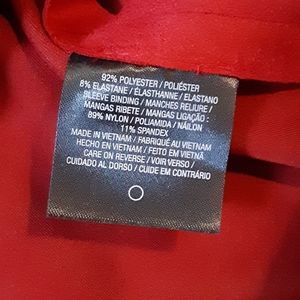 92% POLYESTER / POLIÉSTER
8% ELASTANE / ÉLASTHANNE / ELASTANO
SLEEVE BINDING / MANCHES RELIURE /
MANGAS RIBETE / MANGAS LIGAÇÃO :
89% NYLON / POLIAMIDA / NÁILON
11% SPANDEX
MADE IN VIETNAM / FABRIQUÉ AU VIETNAM
HECHO EN VIETNAM / FEITO EM VIETNÃ
CARE ON REVERSE / VOIR VERSO /
CUIDADO AL DORSO / CUIDE EM CONTRÁRIO